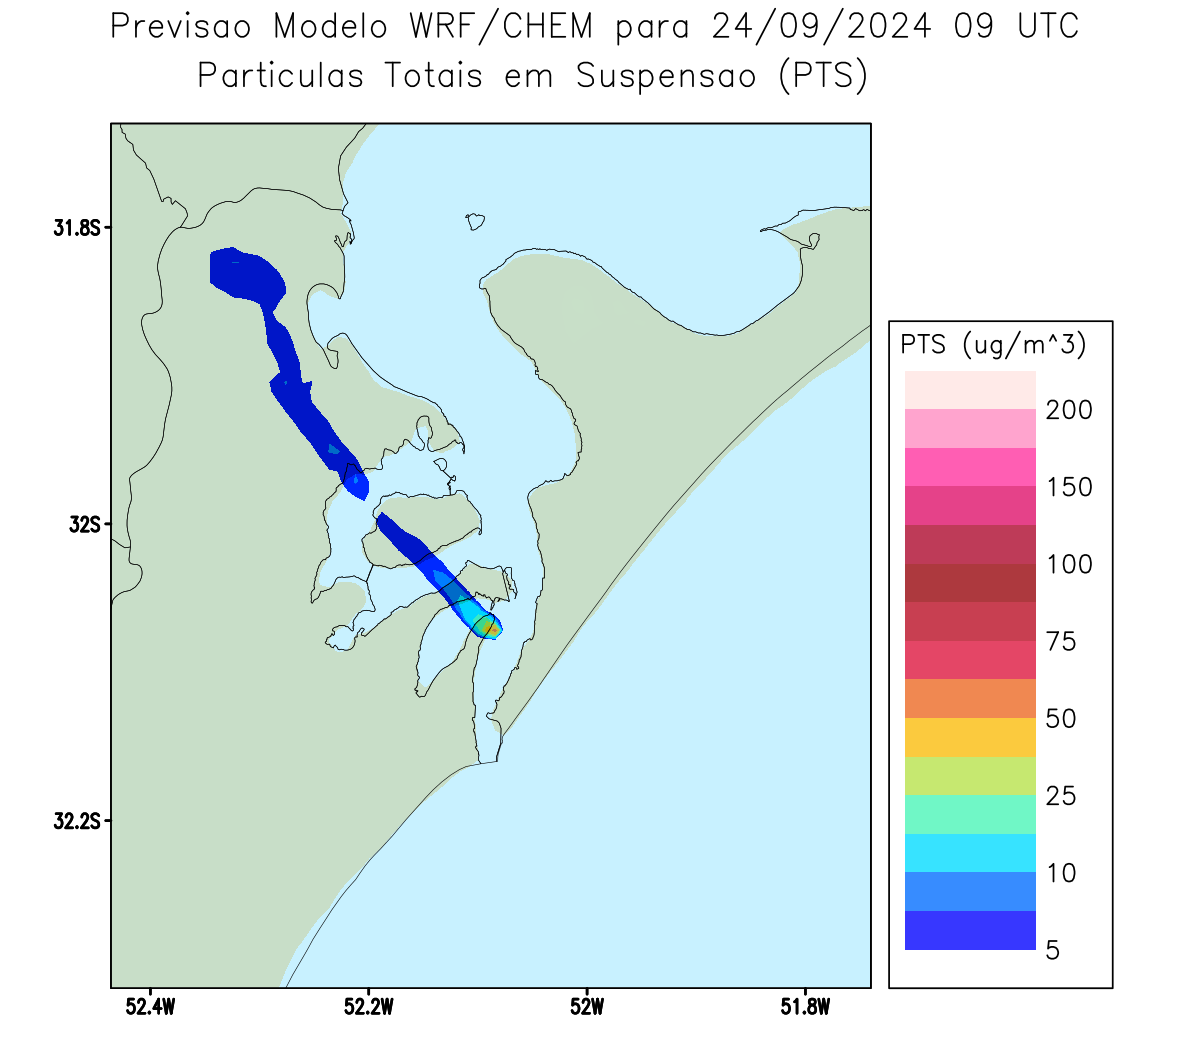 Previsao Modelo WRF/CHEM para 24/09/2024 09 UTC
Particulas Totais em Suspensao (PTS)
31.8S
32S
32.2S
52.4W 52.2W 52W 51.8W
PTS (ug/m^3)
200
150
100
75
50
25
10
5